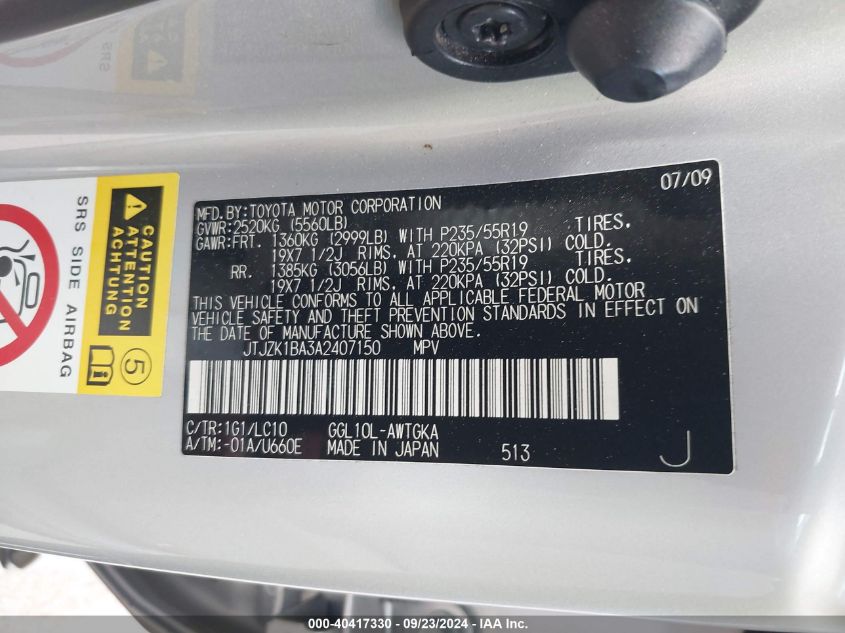 SRS
07/09
MFD.BY:TOYOTA MOTOR CORPORATION
GVWR:2520KG (5560LB)
GAWR:FRT. 1360KG (2999LB) WITH P235/55R19 TIRES.
19X7 1/2J RIMS. AT 220KPA (32PSI) COLD.
RR. 1385KG (3056LB) WITH P235/55R19 TIRES.
19X7 1/2J RIMS. AT 220KPA (32PSI) COLD.
THIS VEHICLE CONFORMS TO ALL APPLICABLE FEDERAL MOTOR
VEHICLE SAFETY AND THEFT PREVENTION STANDARDS IN EFFECT ON
THE DATE OF MANUFACTURE SHOWN ABOVE.
JTJZK1BA3A2407150 MPV
C/TR:1G1/LC10 GGL10L-AWTGKA
A/TM:-01A/U660E MADE IN JAPAN 513 J
SRS SIDE AIRBAG
CAUTION
ATTENTION
ACHTUNG
5
000-40417330 - 09/23/2024 - IAA Inc.